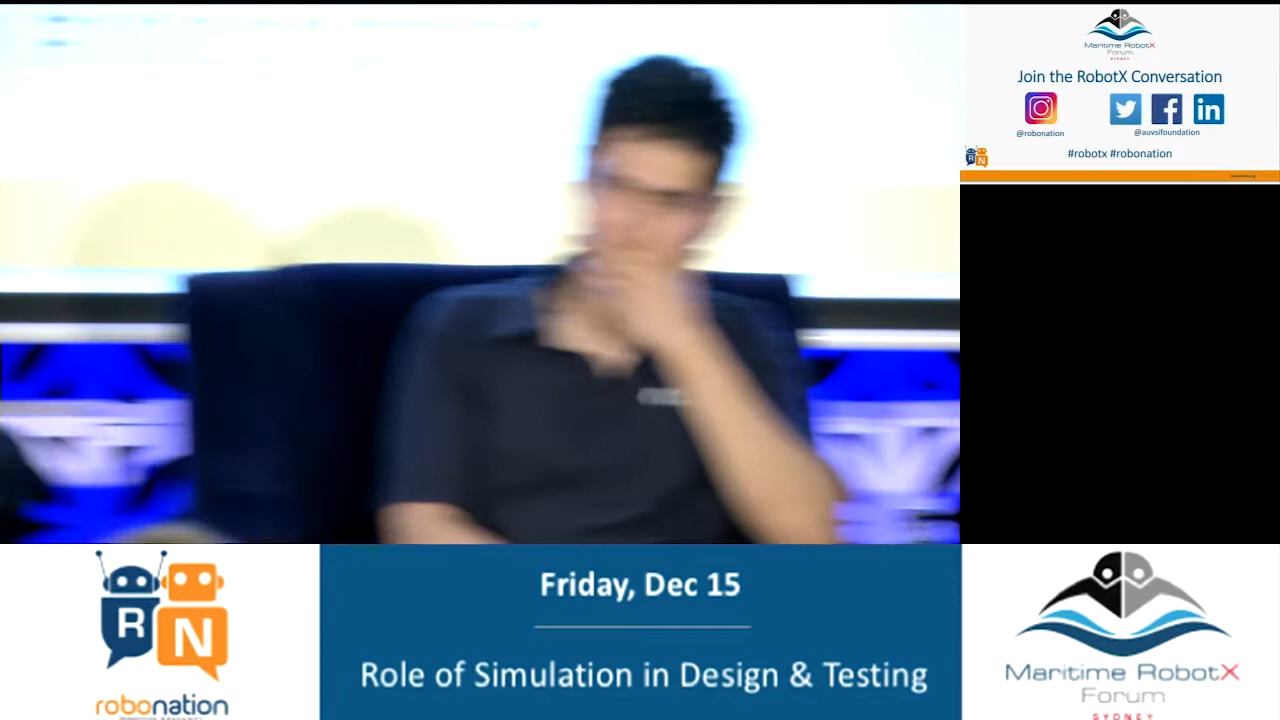 Maritime RobotX
Forum
SYDNEY
Join the RobotX Conversation
@robonation
@auvsifoundation
#robotx #robonation
R N
Friday, Dec 15
Role of Simulation in Design & Testing
R
N
robonation
Maritime RobotX
Forum
SYDNEY